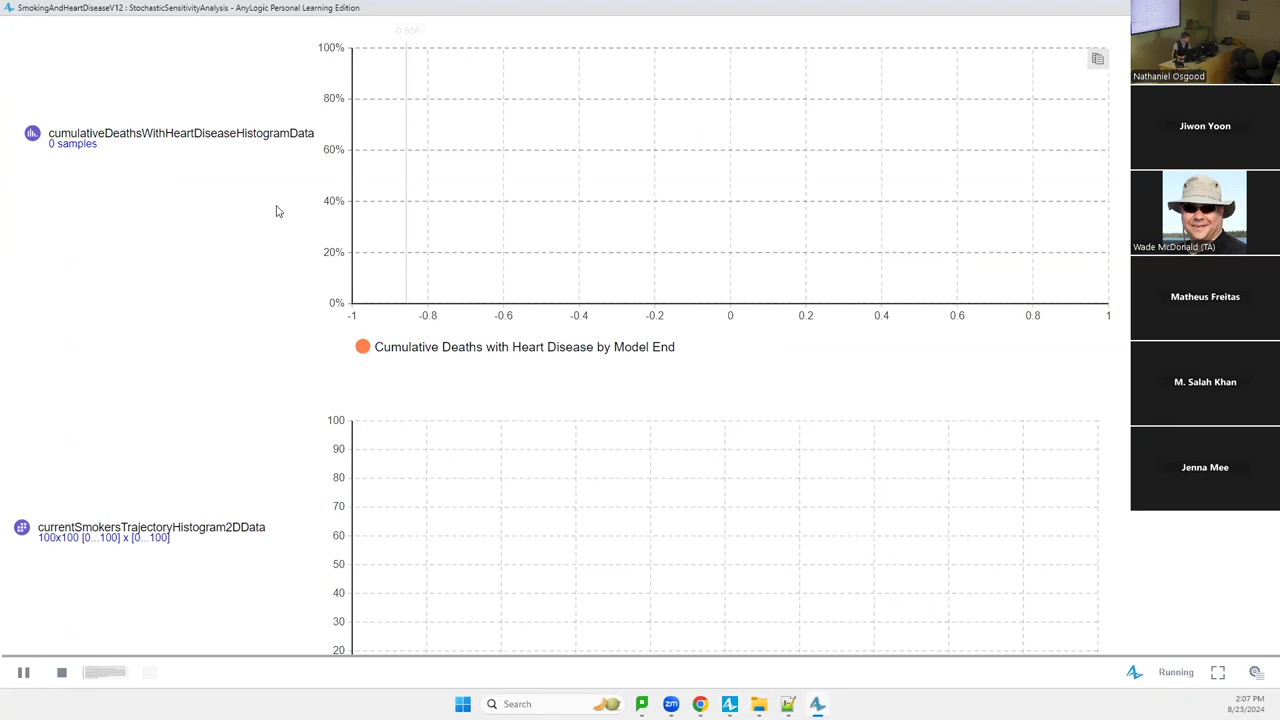 SmokingAndHeartDiseaseV12 : StochasticSensitivityAnalysis - AnyLogic Personal Learning Edition
-0.856
100%
80%
60%
40%
20%
0%
-1 -0.8 -0.6 -0.4 -0.2 0 0.2 0.4 0.6 0.8 1
cumulativeDeathsWithHeartDiseaseHistogramData
0 samples
Cumulative Deaths with Heart Disease by Model End
100
90
80
70
60
50
40
30
20
currentSmokersTrajectoryHistogram2DData
100x100 [0...100] x [0...100]
Nathaniel Osgood
Jiwon Yoon
Wade McDonald (TA)
Matheus Freitas
M. Salah Khan
Jenna Mee
Running
Search
zm
2:07 PM
8/23/2024